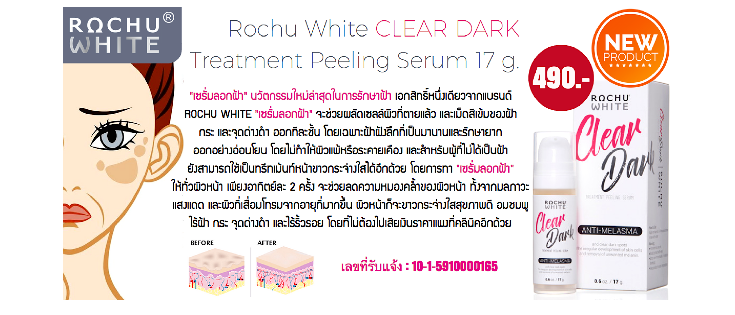 ROCHU®
WHITE
Rochu White CLEAR DARK
Treatment Peeling Serum 17 g.
490.-
NEW
PRODUCT
"เซรั่มลอกฝ้า" นวัตกรรมใหม่ล่าสุดในการรักษาฝ้า เอกสิทธิ์หนึ่งเดียวจากแบรนด์
ROCHU WHITE "เซรั่มลอกฝ้า" จะช่วยผลัดเซลล์ผิวที่ตายแล้ว และเม็ดสีเข้มของฝ้า
กระ และจุดด่างดำ ออกทีละชั้น โดยเฉพาะฝ้าฝังลึกที่เป็นมานานและรักษายาก
ออกอย่างอ่อนโยน โดยไม่ทำให้ผิวแพ้หรือระคายเคือง และสำหรับผู้ที่ไม่ได้เป็นฝ้า
ยังสามารถใช้เป็นทรีทเม้นท์หน้าขาวกระจ่างใสได้อีกด้วย โดยการทา "เซรั่มลอกฝ้า"
ให้ทั่วผิวหน้า เพียงอาทิตย์ละ 2 ครั้ง จะช่วยลดความหมองคล้ำของผิวหน้า ทั้งจากมลภาวะ
แสงแดด และผิวที่เสื่อมโทรมจากอายุที่มากขึ้น ผิวหน้าก็จะขาวกระจ่างใสสุขภาพดี อมชมพู
ไร้ฝ้า กระ จุดด่างดำ และไร้ริ้วรอย โดยที่ไม่ต้องไปเสียเงินราคาแพงที่คลินิกอีกด้วย
BEFORE
AFTER
เลขที่รับแจ้ง : 10-1-5910000165
ROCHU
WHITE
Clear
Dark
ANTI-MELASMA
0.6 oz / 17 g
ROCHU
WHITE
Clear
Dark
TREATMENT PEELING SERUM
ANTI-MELASMA
0.6 oz / 17 g